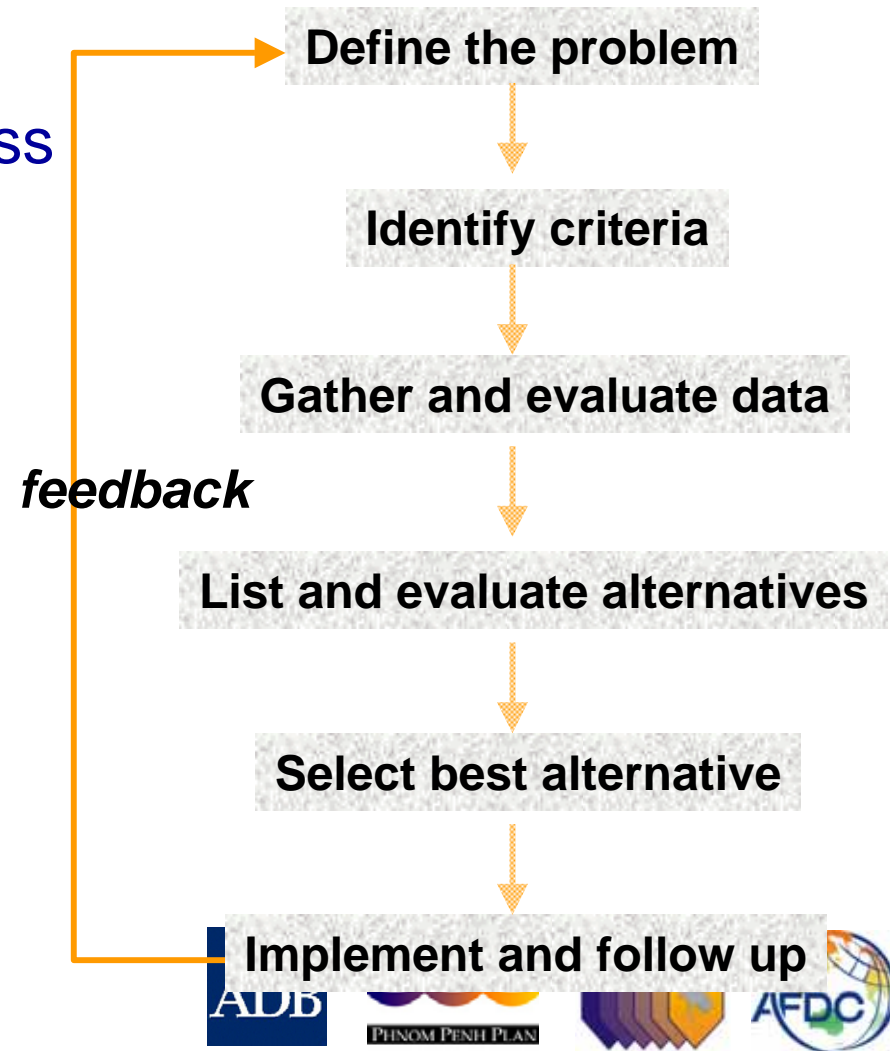 Define the problem
ss
Identify criteria
Gather and evaluate data
feedback
List and evaluate alternatives
Select best alternative
Implement and follow up
ADB
PHNOM PENH PLAN
AFDC